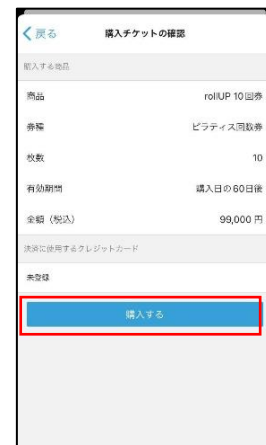 戻る
購入チケットの確認
購入する商品
商品 rollUP 10回券
券種 ピラティス回数券
枚数 10
有効期間 購入日の60日後
金額（税込） 99,000 円
決済に使用するクレジットカード
未登録
購入する